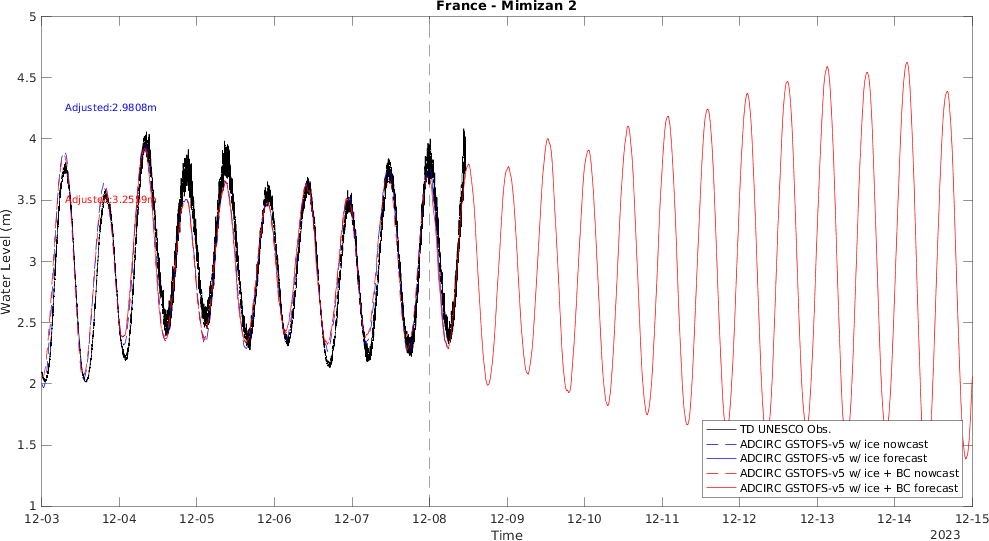 France - Mimizan 2
5
4.5
4
3.5
3
2.5
2
1.5
1
Water Level (m)
Adjusted:2.9808m
Adjusted:3.2559m
TD UNESCO Obs.
ADCIRC GSTOFS-v5 w/ ice nowcast
ADCIRC GSTOFS-v5 w/ ice forecast
ADCIRC GSTOFS-v5 w/ ice + BC nowcast
ADCIRC GSTOFS-v5 w/ ice + BC forecast
12-03 12-04 12-05 12-06 12-07 12-08 12-09 12-10 12-11 12-12 12-13 12-14 12-15
Time
2023